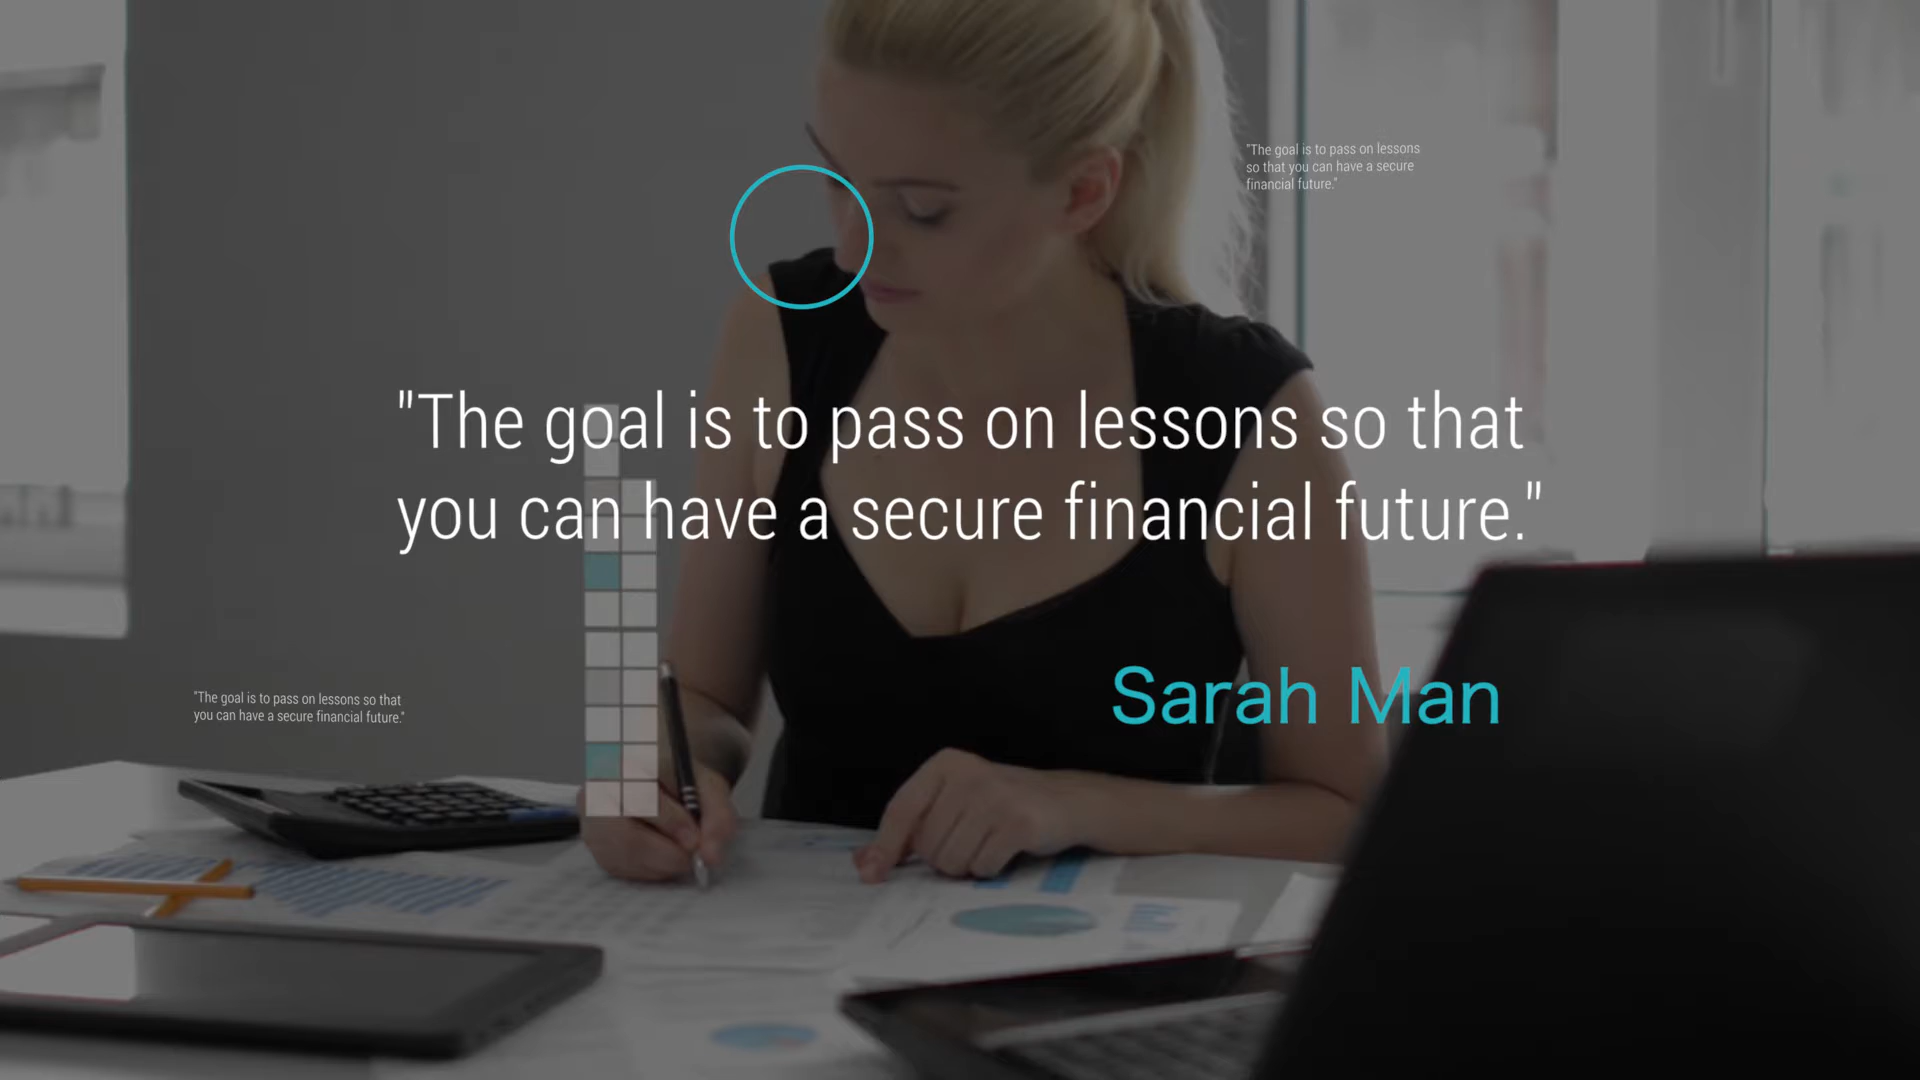 "The goal is to pass on lessons
so that you can have a secure
financial future."
"The goal is to pass on lessons so that
you can have a secure financial future."
Sarah Man
"The goal is to pass on lessons so that
you can have a secure financial future."